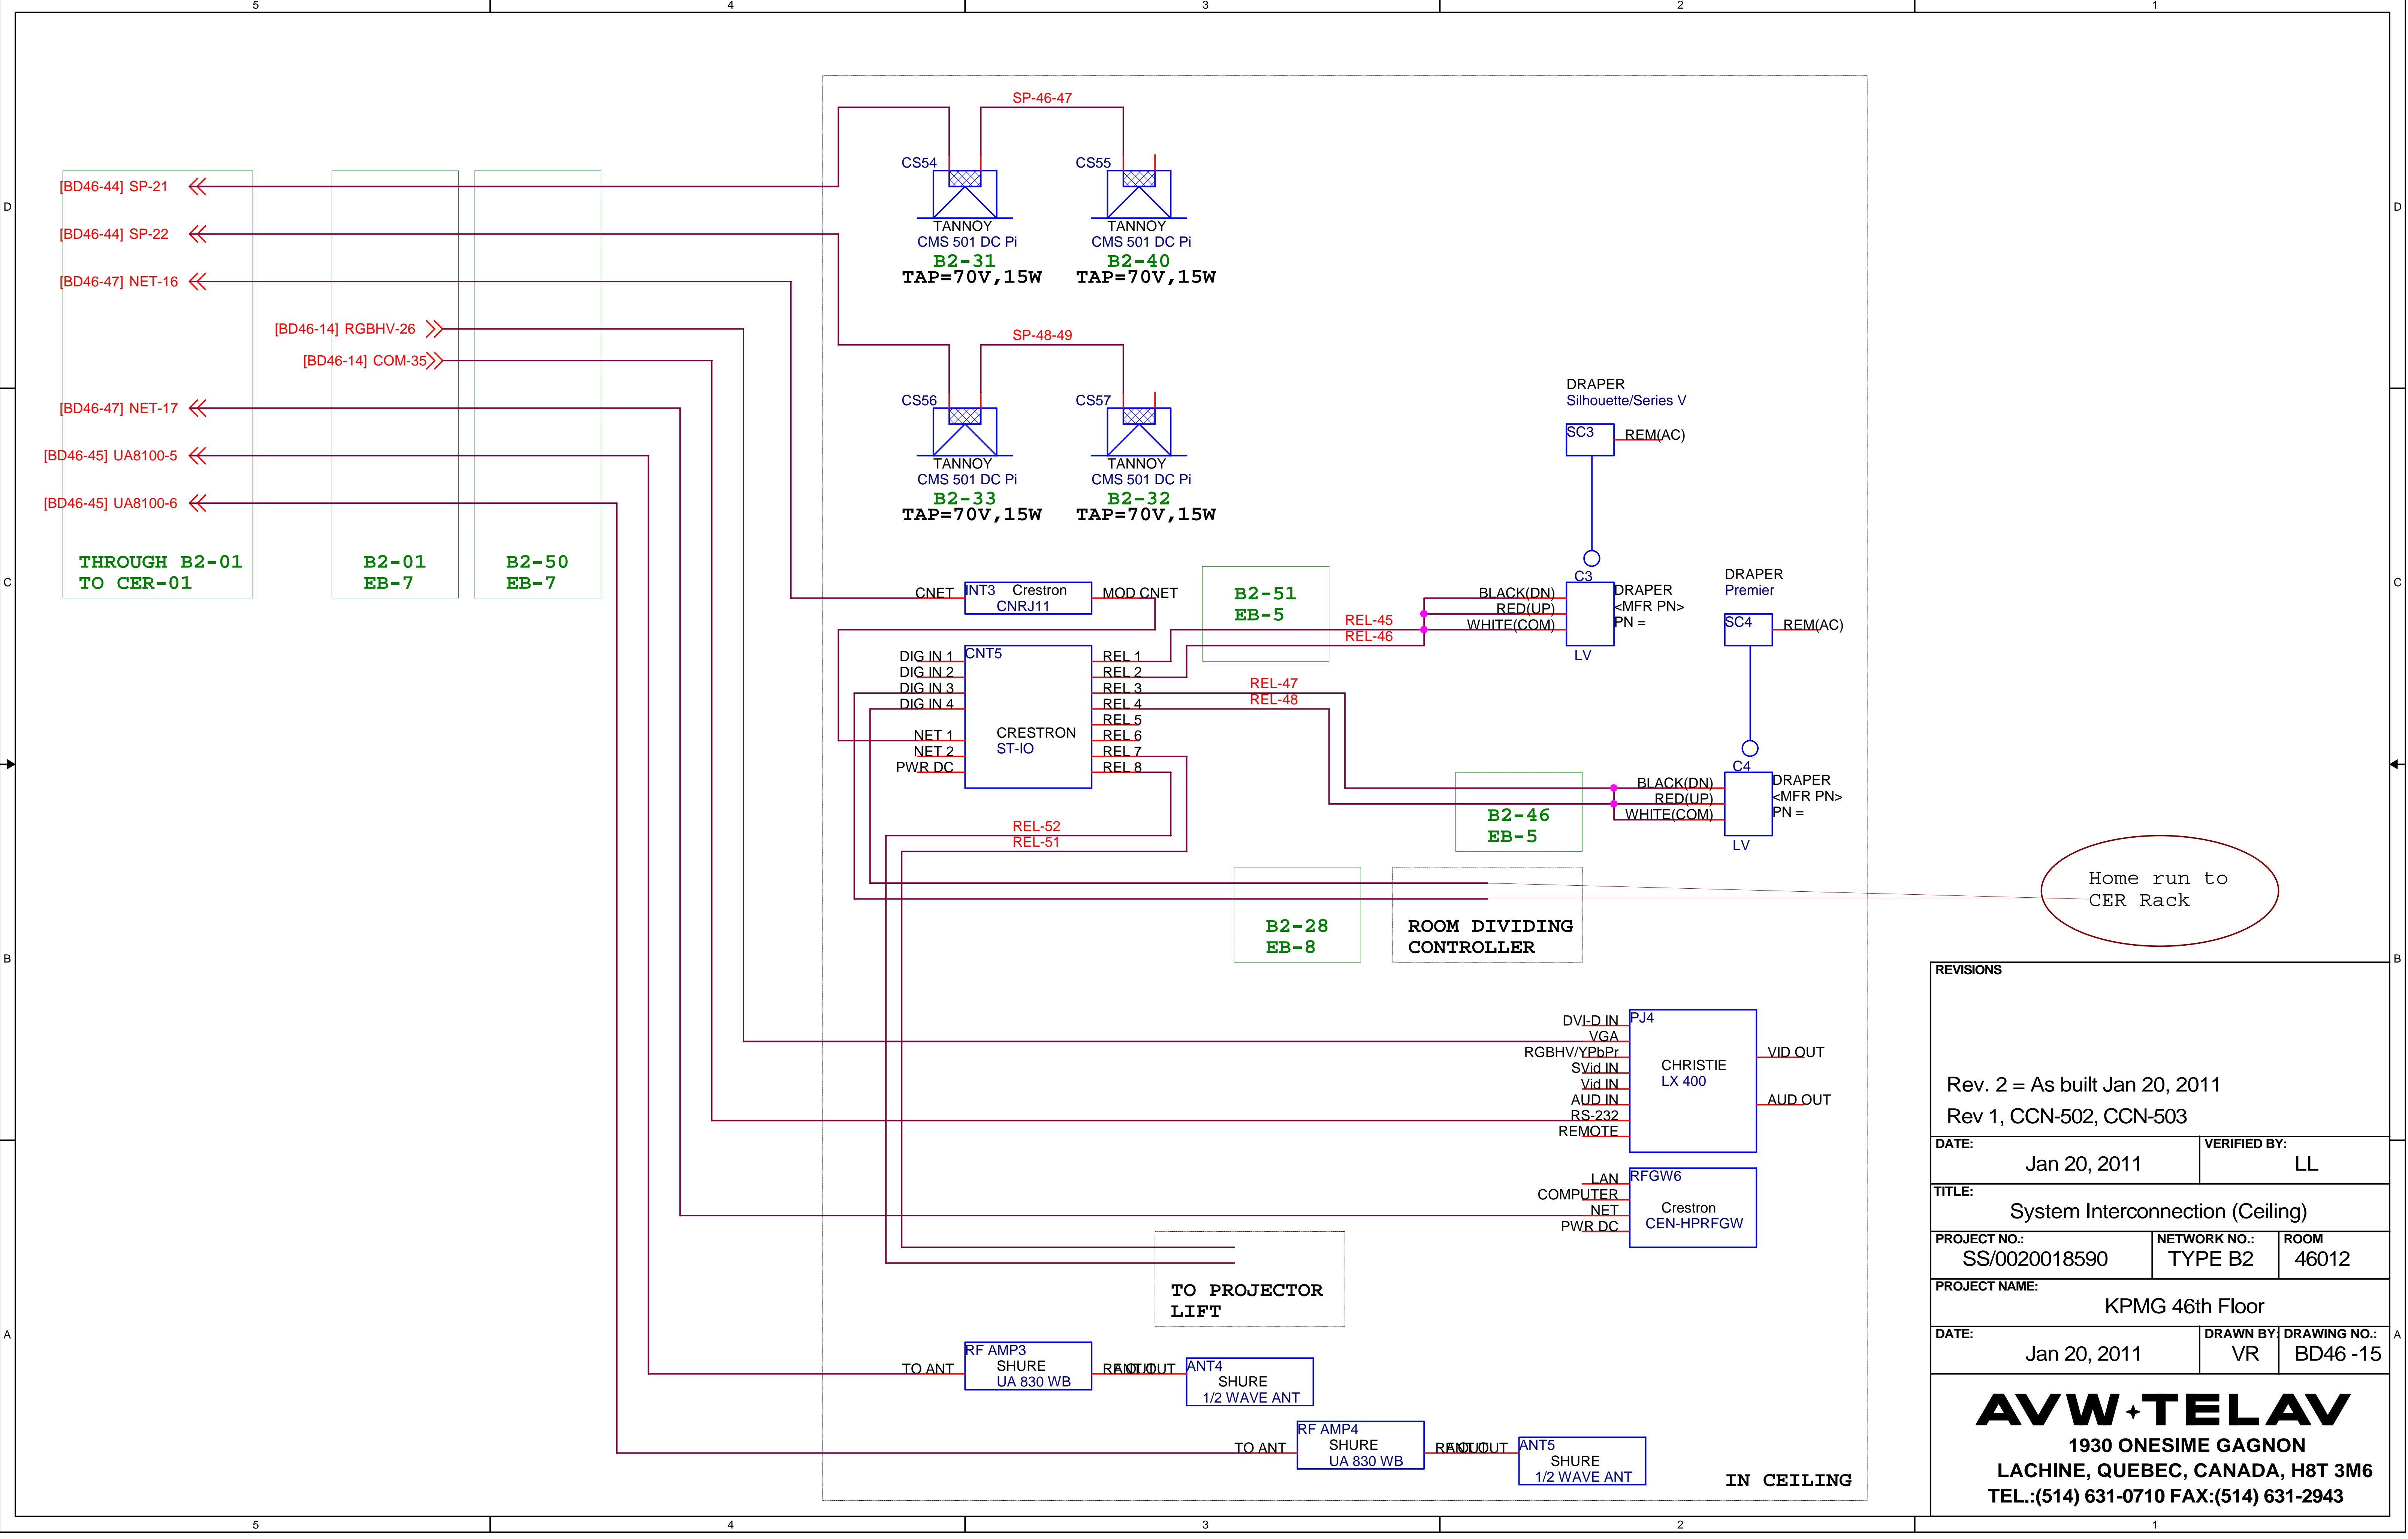 5 4 3 2 1
D
C
B
A
[BD46-44] SP-21
[BD46-44] SP-22
[BD46-47] NET-16
[BD46-14] RGBHV-26
[BD46-14] COM-35
[BD46-47] NET-17
[BD46-45] UA8100-5
[BD46-45] UA8100-6
THROUGH B2-01
TO CER-01
B2-01
EB-7
B2-50
EB-7
SP-46-47
CS54
TANNOY
CMS 501 DC Pi
B2-31
TAP=70V,15W
CS55
TANNOY
CMS 501 DC Pi
B2-40
TAP=70V,15W
SP-48-49
CS56
TANNOY
CMS 501 DC Pi
B2-33
TAP=70V,15W
CS57
TANNOY
CMS 501 DC Pi
B2-32
TAP=70V,15W
CNET
INT3 Crestron
CNRJ11
MOD CNET
B2-51
EB-5
REL-45
REL-46
DRAPER
Silhouette/Series V
SC3
REM(AC)
C3
BLACK(DN)
RED(UP)
WHITE(COM)
DRAPER
<MFR PN>
PN =
LV
DRAPER
Premier
SC4
REM(AC)
C4
BLACK(DN)
RED(UP)
WHITE(COM)
DRAPER
<MFR PN>
PN =
LV
DIG IN 1
DIG IN 2
DIG IN 3
DIG IN 4
NET 1
NET 2
PWR DC
CNT5
CRESTRON
ST-IO
REL 1
REL 2
REL 3
REL 4
REL 5
REL 6
REL 7
REL 8
REL-47
REL-48
B2-46
EB-5
REL-52
REL-51
B2-28
EB-8
ROOM DIVIDING
CONTROLLER
Home run to
CER Rack
DVI-D IN
VGA
RGBHV/YPbPr
SVid IN
Vid IN
AUD IN
RS-232
REMOTE
PJ4
CHRISTIE
LX 400
VID OUT
AUD OUT
LAN
COMPUTER
NET
PWR DC
RFGW6
Crestron
CEN-HPRFGW
TO PROJECTOR
LIFT
TO ANT
RF AMP3
SHURE
UA 830 WB
ANT4
SHURE
1/2 WAVE ANT
TO ANT
RF AMP4
SHURE
UA 830 WB
ANT5
SHURE
1/2 WAVE ANT
IN CEILING
REVISIONS
Rev. 2 = As built Jan 20, 2011
Rev 1, CCN-502, CCN-503
DATE:
Jan 20, 2011
VERIFIED BY:
LL
TITLE:
System Interconnection (Ceiling)
PROJECT NO.:
SS/0020018590
NETWORK NO.:
TYPE B2
ROOM
46012
PROJECT NAME:
KPMG 46th Floor
DATE:
Jan 20, 2011
DRAWN BY:
VR
DRAWING NO.:
BD46 -15
AVW+TELAV
1930 ONESIME GAGNON
LACHINE, QUEBEC, CANADA, H8T 3M6
TEL.:(514) 631-0710 FAX:(514) 631-2943
D
C
B
A
5 4 3 2 1